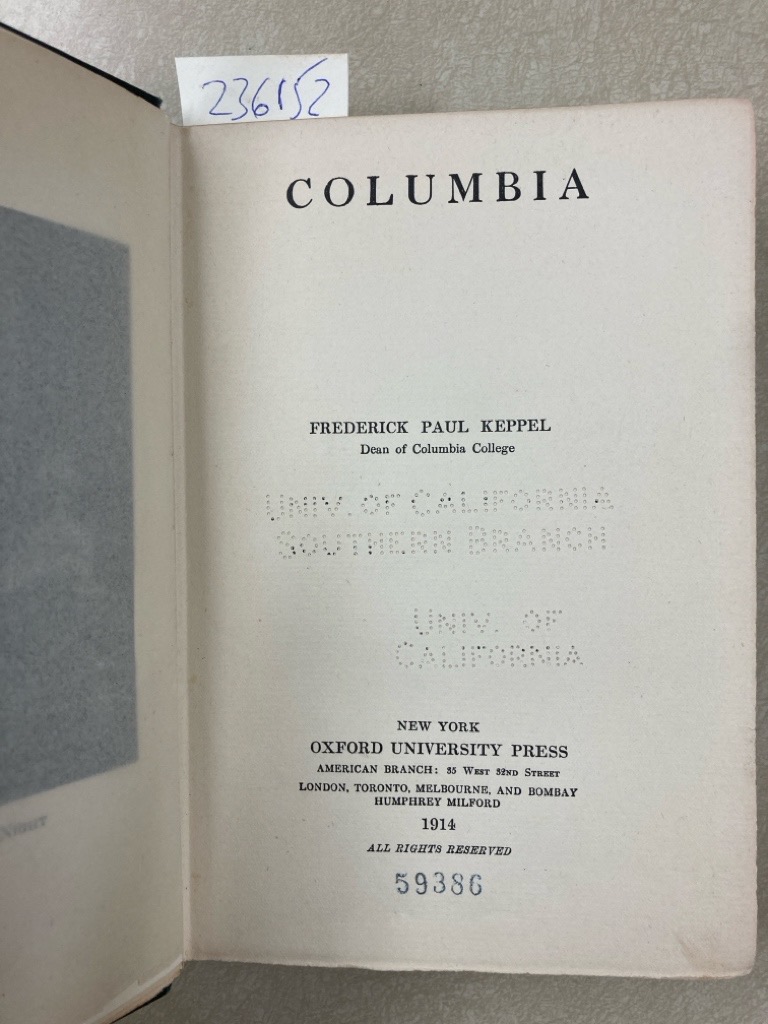 236152
COLUMBIA
FREDERICK PAUL KEPPEL
Dean of Columbia College
UNIV. OF CALIFORNIA
SOUTHERN BRANCH
UNIV. OF
CALIFORNIA
NEW YORK
OXFORD UNIVERSITY PRESS
AMERICAN BRANCH: 35 WEST 32ND STREET
LONDON, TORONTO, MELBOURNE, AND BOMBAY
HUMPHREY MILFORD
1914
ALL RIGHTS RESERVED
59386